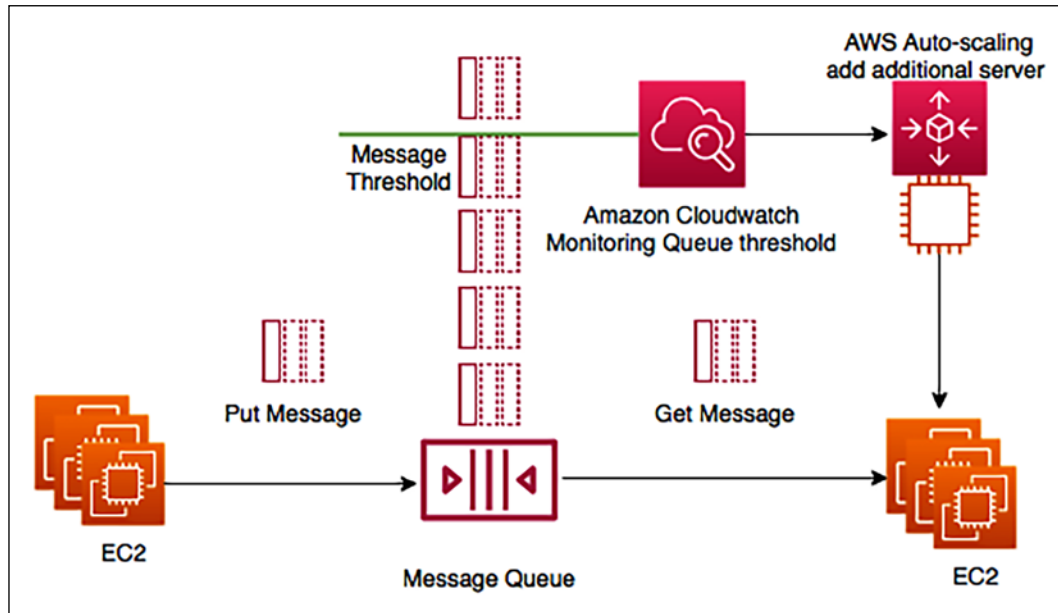 AWS Auto-scaling
add additional server
Message
Threshold
Amazon Cloudwatch
Monitoring Queue threshold
Put Message
Get Message
EC2
Message Queue
EC2